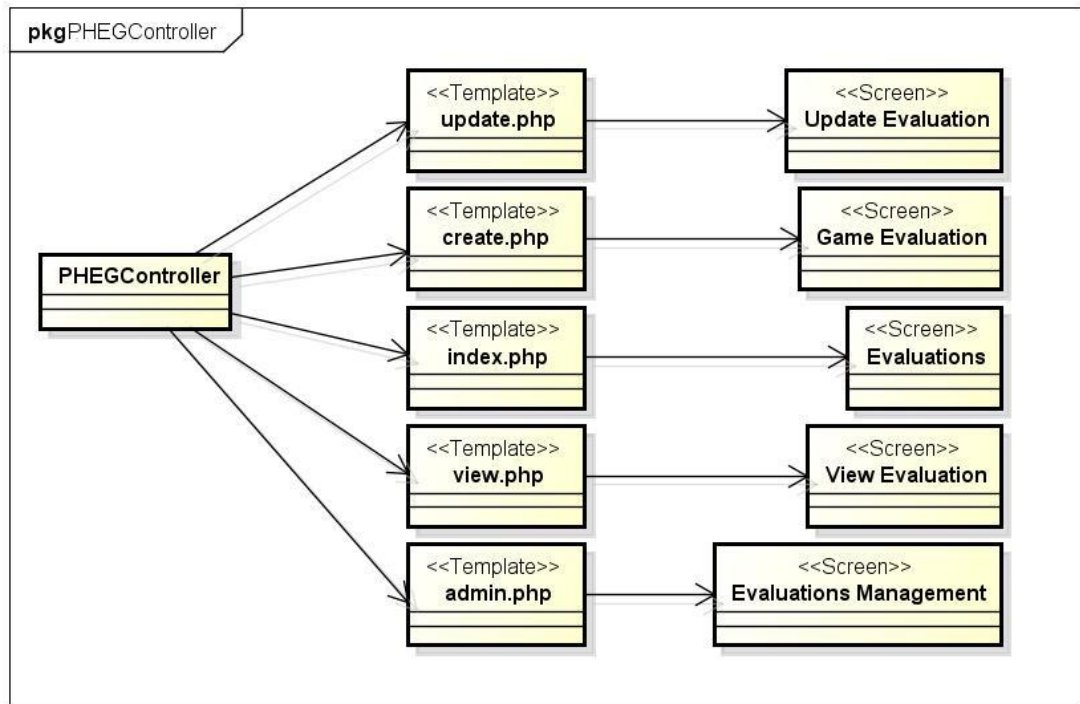 pkgPHEGController
<<Template>>
update.php
<<Screen>>
Update Evaluation
<<Template>>
create.php
<<Screen>>
Game Evaluation
PHEGController
<<Template>>
index.php
<<Screen>>
Evaluations
<<Template>>
view.php
<<Screen>>
View Evaluation
<<Template>>
admin.php
<<Screen>>
Evaluations Management